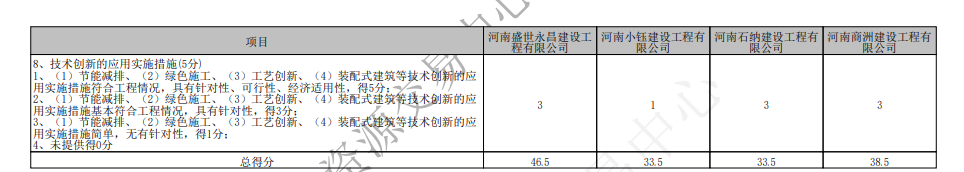 项目
河南盛世永昌建设工
程有限公司
河南小钰建设工程有
限公司
河南石纳建设工程有
限公司
河南商洲建设工程有
限公司
8、技术创新的应用实施措施(5分)
1、（1）节能减排、（2）绿色施工、（3）工艺创新、（4）装配式建筑等技术创新的应
用实施措施符合工程情况，具有针对性、可行性、经济适用性，得5分；
2、（1）节能减排、（2）绿色施工、（3）工艺创新、（4）装配式建筑等技术创新的应
用实施措施基本符合工程情况，具有针对性，得3分；
3、（1）节能减排、（2）绿色施工、（3）工艺创新、（4）装配式建筑等技术创新的应
用实施措施简单，无有针对性，得1分；
4、未提供得0分
3
1
3
3
总得分
46.5
33.5
33.5
38.5
资源交易中心
中心